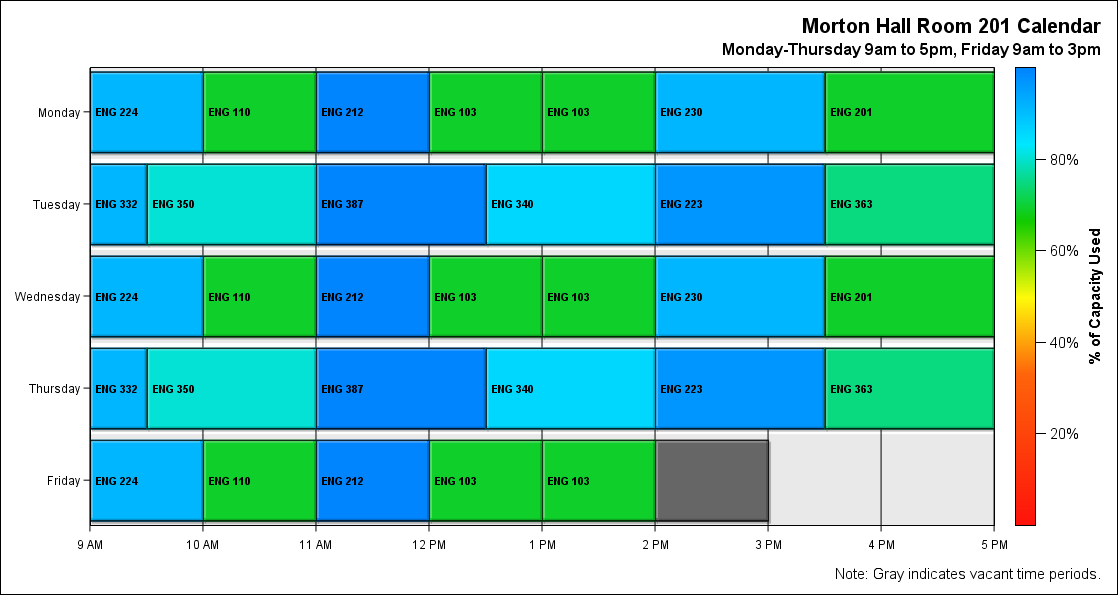 Morton Hall Room 201 Calendar
Monday-Thursday 9am to 5pm, Friday 9am to 3pm
Monday ENG 224 ENG 110 ENG 212 ENG 103 ENG 103 ENG 230 ENG 201
Tuesday ENG 332 ENG 350 ENG 387 ENG 340 ENG 223 ENG 363
Wednesday ENG 224 ENG 110 ENG 212 ENG 103 ENG 103 ENG 230 ENG 201
Thursday ENG 332 ENG 350 ENG 387 ENG 340 ENG 223 ENG 363
Friday ENG 224 ENG 110 ENG 212 ENG 103 ENG 103
9 AM 10 AM 11 AM 12 PM 1 PM 2 PM 3 PM 4 PM 5 PM
80%
60%
40%
20%
% of Capacity Used
Note: Gray indicates vacant time periods.